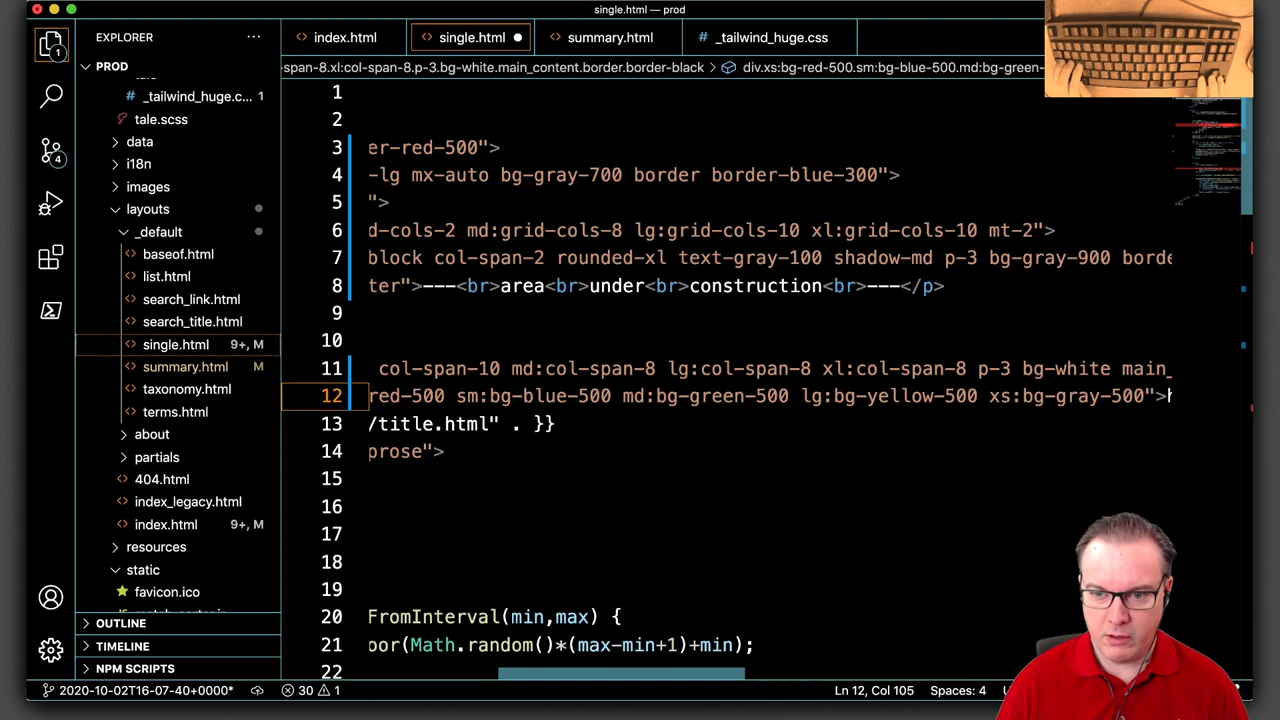 single.html — prod
EXPLORER
index.html
single.html
summary.html
# _tailwind_huge.css
span-8.xl:col-span-8.p-3.bg-white.main_content.border.border-black > div.xs:bg-red-500.sm:bg-blue-500.md:bg-green-
PROD
# _tailwind_huge.c... 1
tale.scss
data
i18n
images
layouts
_default
baseof.html
list.html
search_link.html
search_title.html
single.html 9+, M
summary.html M
taxonomy.html
terms.html
about
partials
404.html
index_legacy.html
index.html 9+, M
resources
static
favicon.ico
OUTLINE
TIMELINE
NPM SCRIPTS
1
2
3 er-red-500">
4 -lg mx-auto bg-gray-700 border border-blue-300">
5 ">
6 d-cols-2 md:grid-cols-8 lg:grid-cols-10 xl:grid-cols-10 mt-2">
7 block col-span-2 rounded-xl text-gray-100 shadow-md p-3 bg-gray-900 borde
8 ter">---<br>area<br>under<br>construction<br>---</p>
9
10
11 col-span-10 md:col-span-8 lg:col-span-8 xl:col-span-8 p-3 bg-white main_
12 red-500 sm:bg-blue-500 md:bg-green-500 lg:bg-yellow-500 xs:bg-gray-500">h
13 /title.html" . }}
14 prose">
15
16
17
18
19
20 FromInterval(min,max) {
21 oor(Math.random()*(max-min+1)+min);
22
1
4
2020-10-02T16-07-40+0000* 30 1
Ln 12, Col 105 Spaces: 4